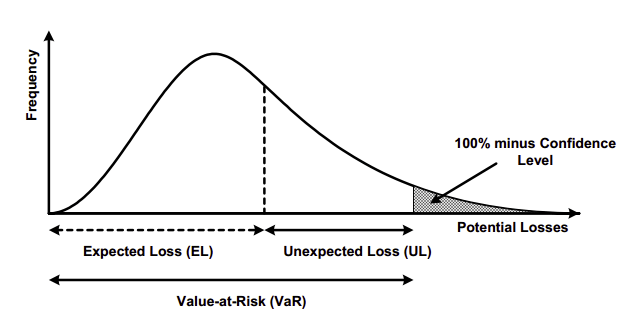 Frequency
100% minus Confidence
Level
Potential Losses
Expected Loss (EL)
Unexpected Loss (UL)
Value-at-Risk (VaR)